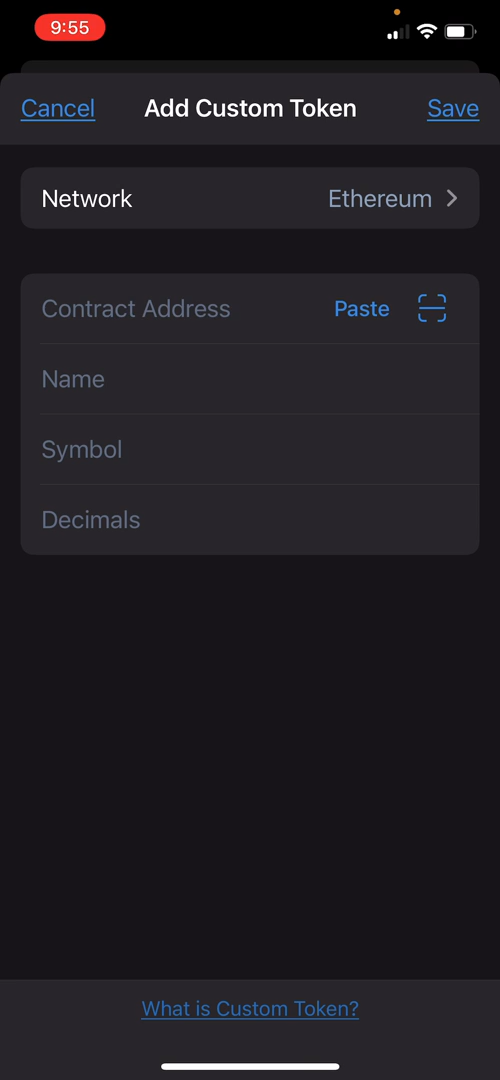 9:55
Cancel Add Custom Token Save
Network Ethereum
Contract Address Paste
Name
Symbol
Decimals
What is Custom Token?